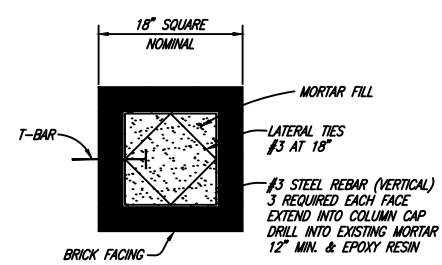 18" SQUARE
NOMINAL
MORTAR FILL
T-BAR
LATERAL TIES
#3 AT 18"
#3 STEEL REBAR (VERTICAL)
3 REQUIRED EACH FACE
EXTEND INTO COLUMN CAP
DRILL INTO EXISTING MORTAR
12" MIN. & EPOXY RESIN
BRICK FACING